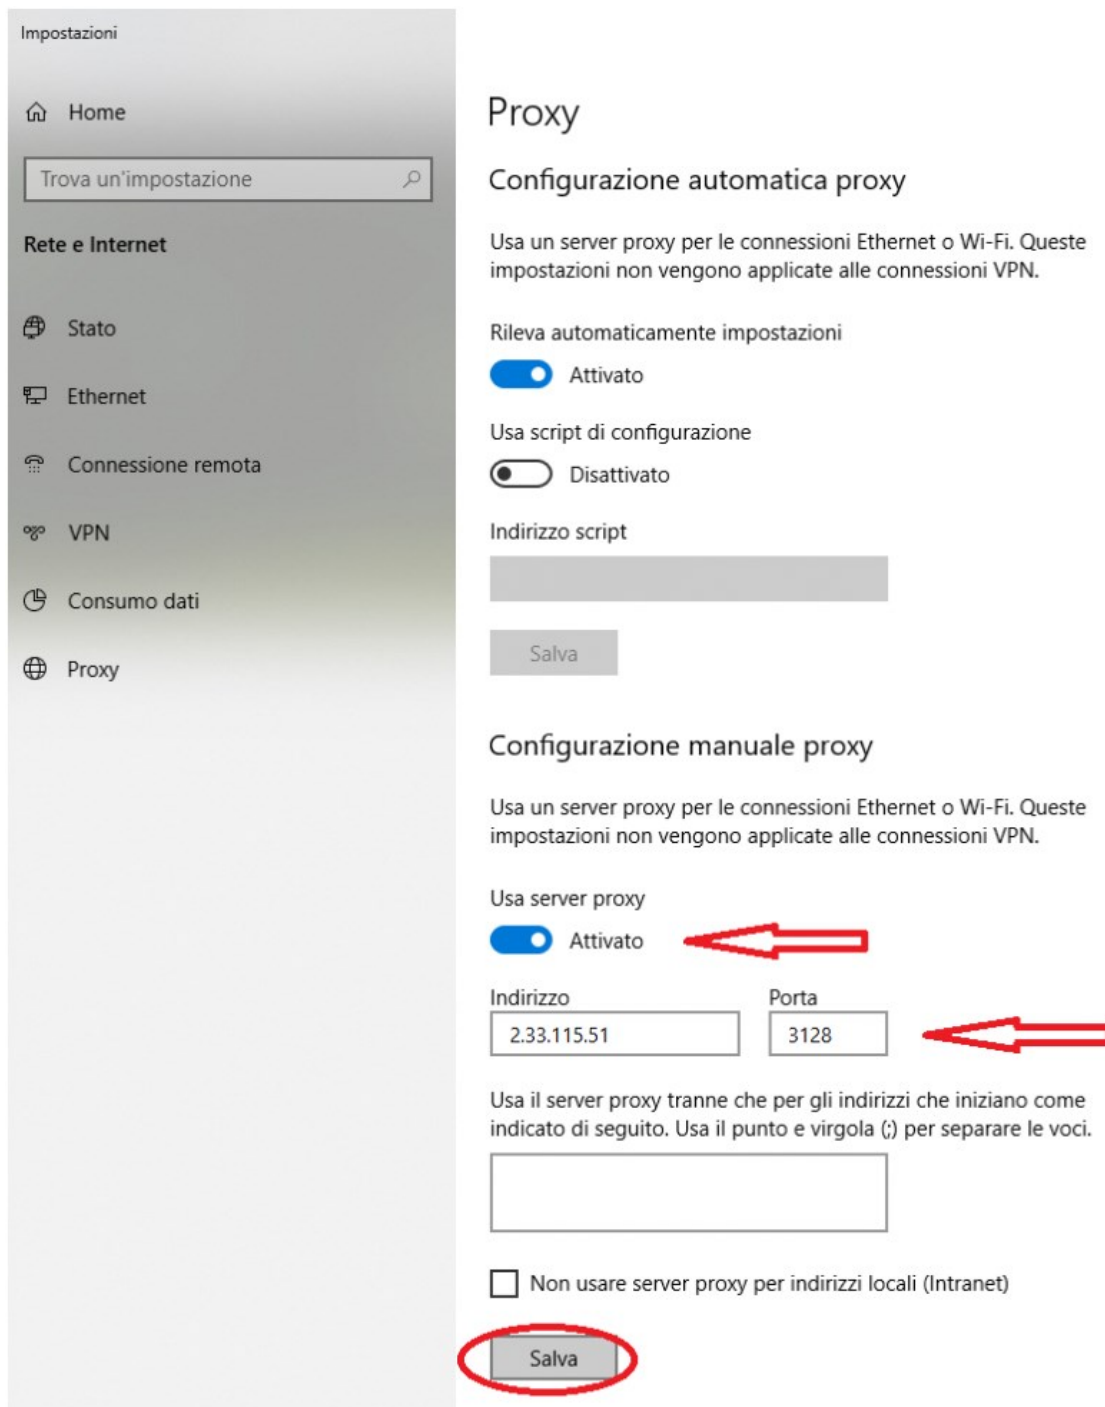 Impostazioni
Home
Trova un'impostazione
Rete e Internet
Stato
Ethernet
Connessione remota
VPN
Consumo dati
Proxy
Proxy
Configurazione automatica proxy
Usa un server proxy per le connessioni Ethernet o Wi-Fi. Queste
impostazioni non vengono applicate alle connessioni VPN.
Rileva automaticamente impostazioni
Attivato
Usa script di configurazione
Disattivato
Indirizzo script
Salva
Configurazione manuale proxy
Usa un server proxy per le connessioni Ethernet o Wi-Fi. Queste
impostazioni non vengono applicate alle connessioni VPN.
Usa server proxy
Attivato
Indirizzo Porta
2.33.115.51 3128
Usa il server proxy tranne che per gli indirizzi che iniziano come
indicato di seguito. Usa il punto e virgola (;) per separare le voci.
Non usare server proxy per indirizzi locali (Intranet)
Salva